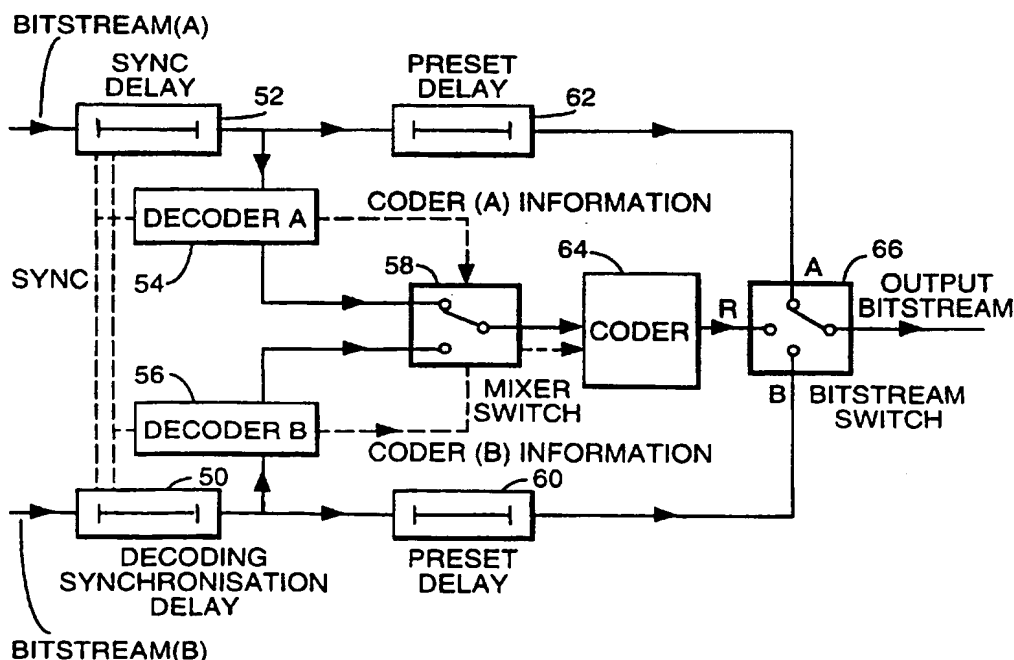 BITSTREAM(A)
SYNC
DELAY
52
PRESET
DELAY
62
DECODER A
54
CODER (A) INFORMATION
SYNC
58
64
CODER
R
A
66
OUTPUT
BITSTREAM
MIXER
SWITCH
B
BITSTREAM
SWITCH
56
DECODER B
CODER (B) INFORMATION
50
60
DECODING
SYNCHRONISATION
DELAY
PRESET
DELAY
BITSTREAM(B)